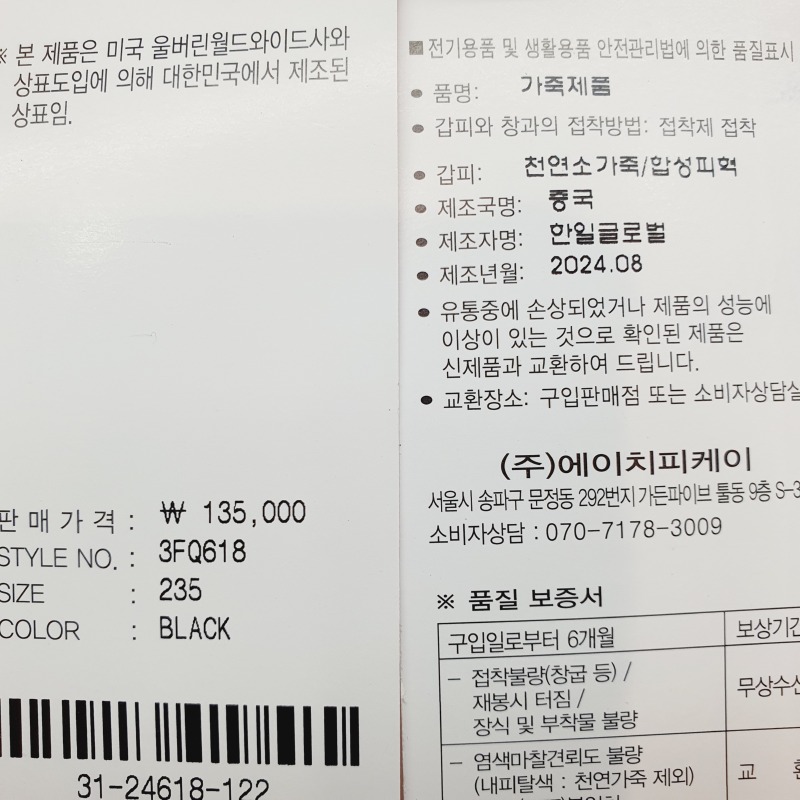 ※ 본 제품은 미국 울버린월드와이드사와
상표도입에 의해 대한민국에서 제조된
상표임.
판 매 가 격 : ₩ 135,000
STYLE NO. : 3FQ618
SIZE : 235
COLOR : BLACK
31-24618-122
■ 전기용품 및 생활용품 안전관리법에 의한 품질표시
● 품명: 가죽제품
● 갑피와 창과의 접착방법: 접착제 접착
● 갑피: 천연소가죽/합성피혁
● 제조국명: 중국
● 제조자명: 한일글로벌
● 제조년월: 2024.08
● 유통중에 손상되었거나 제품의 성능에
이상이 있는 것으로 확인된 제품은
신제품과 교환하여 드립니다.
● 교환장소: 구입판매점 또는 소비자상담실
(주)에이치피케이
서울시 송파구 문정동 292번지 가든파이브 툴동 9층 S-3
소비자상담 : 070-7178-3009
※ 품질 보증서
구입일로부터 6개월 보상기간
– 접착불량(창굽 등) /
재봉시 터짐 / 무상수선
장식 및 부착물 불량
– 염색마찰견뢰도 불량
(내피탈색 : 천연가죽 제외) 교 환